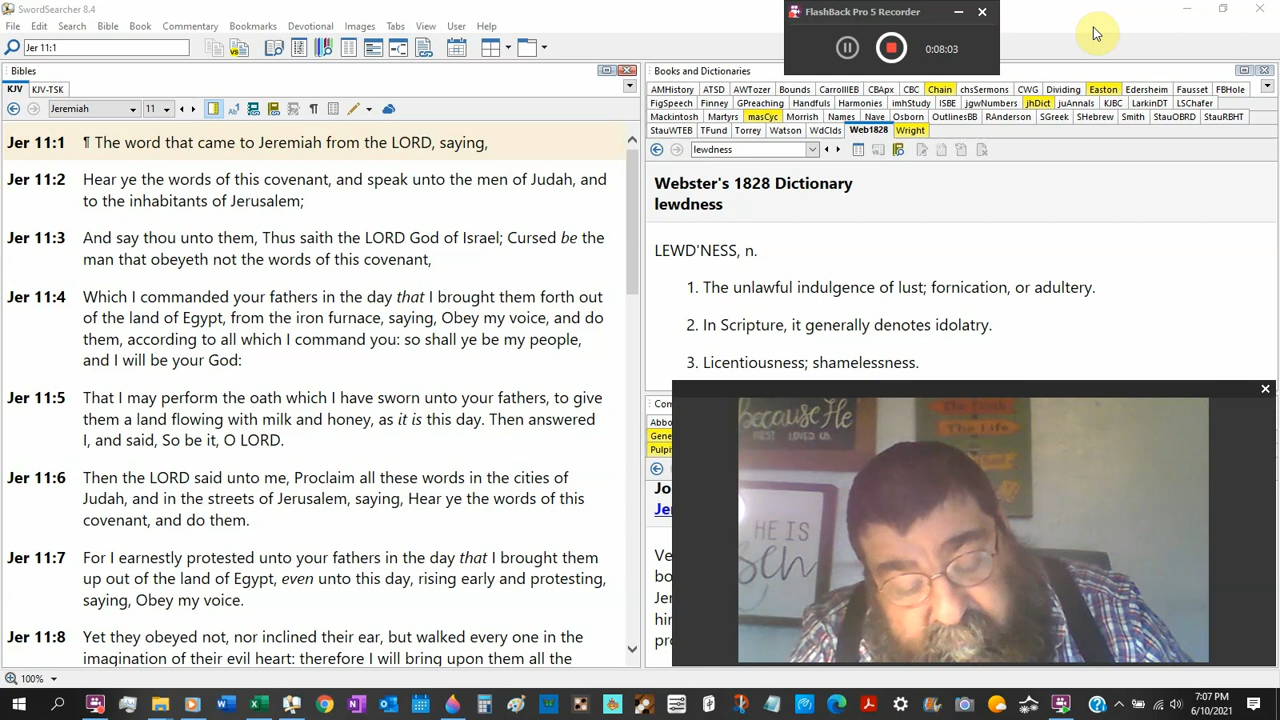 SwordSearcher 8.4
File Edit Search Bible Book Commentary Bookmarks Devotional Images Tabs View User Help
Jer 11:1
FlashBack Pro 5 Recorder
0:08:03
Bibles
KJV KJV-TSK
Jeremiah 11
Jer 11:1 ¶ The word that came to Jeremiah from the LORD, saying,
Jer 11:2 Hear ye the words of this covenant, and speak unto the men of Judah, and
to the inhabitants of Jerusalem;
Jer 11:3 And say thou unto them, Thus saith the LORD God of Israel; Cursed be the
man that obeyeth not the words of this covenant,
Jer 11:4 Which I commanded your fathers in the day that I brought them forth out
of the land of Egypt, from the iron furnace, saying, Obey my voice, and do
them, according to all which I command you: so shall ye be my people,
and I will be your God:
Jer 11:5 That I may perform the oath which I have sworn unto your fathers, to give
them a land flowing with milk and honey, as it is this day. Then answered
I, and said, So be it, O LORD.
Jer 11:6 Then the LORD said unto me, Proclaim all these words in the cities of
Judah, and in the streets of Jerusalem, saying, Hear ye the words of this
covenant, and do them.
Jer 11:7 For I earnestly protested unto your fathers in the day that I brought them
up out of the land of Egypt, even unto this day, rising early and protesting,
saying, Obey my voice.
Jer 11:8 Yet they obeyed not, nor inclined their ear, but walked every one in the
imagination of their evil heart: therefore I will bring upon them all the
100%
Books and Dictionaries
AMHistory ATSD AWTozer Bounds CarrollIEB CBApx Chain chsSermons CWG Dividing Easton Edersheim Fausset FBHole
FigSpeech Finney GPreaching Handfuls Harmonies imhStudy ISBE jgwNumbers jhDict juAnnals KJBC LarkinDT LSChafer
Mackintosh Martyrs masCyc Morrish Names Nave Osborn OutlinesBB RAnderson SGreek SHebrew Smith StauOBRD StauRBHT
StauWTEB TFund Torrey Watson WdClds Web1828 Wright
lewdness
Webster's 1828 Dictionary
lewdness
LEWD'NESS, n.
1. The unlawful indulgence of lust; fornication, or adultery.
2. In Scripture, it generally denotes idolatry.
3. Licentiousness; shamelessness.
Abbo
Gene
Pulpi
because He
FIRST LOVED US.
The Life
HE IS
7:07 PM
6/10/2021